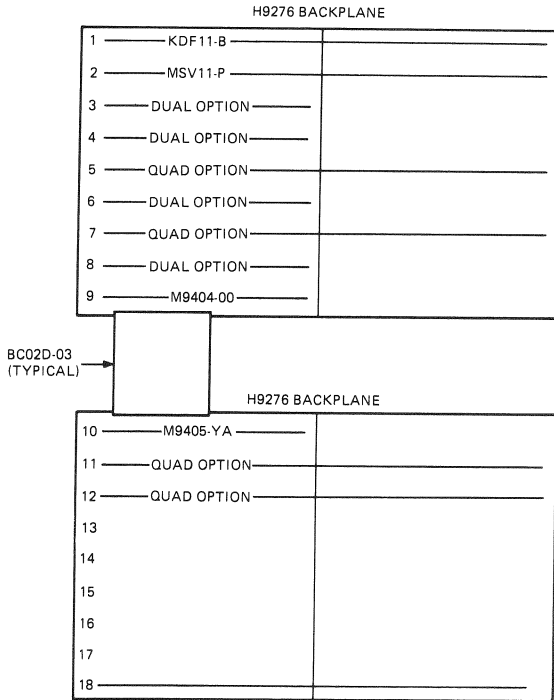 H9276 BACKPLANE
1 KDF11-B
2 MSV11-P
3 DUAL OPTION
4 DUAL OPTION
5 QUAD OPTION
6 DUAL OPTION
7 QUAD OPTION
8 DUAL OPTION
9 M9404-00
BC02D-03
(TYPICAL)
H9276 BACKPLANE
10 M9405-YA
11 QUAD OPTION
12 QUAD OPTION
13
14
15
16
17
18